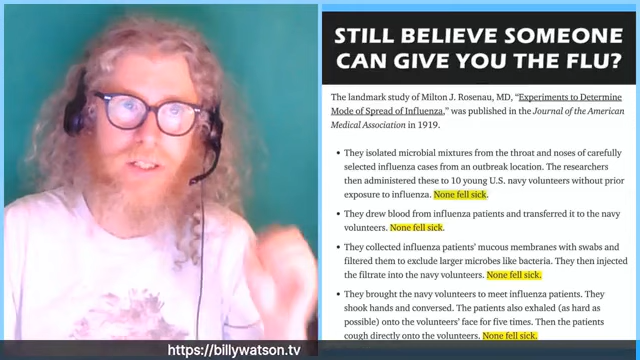 STILL BELIEVE SOMEONE
CAN GIVE YOU THE FLU?
The landmark study of Milton J. Rosenau, MD, “Experiments to Determine
Mode of Spread of Influenza,” was published in the Journal of the American
Medical Association in 1919.
• They isolated microbial mixtures from the throat and noses of carefully
selected influenza cases from an outbreak location. The researchers
then administered these to 10 young U.S. navy volunteers without prior
exposure to influenza. None fell sick.
• They drew blood from influenza patients and transferred it to the navy
volunteers. None fell sick.
• They collected influenza patients’ mucous membranes with swabs and
filtered them to exclude larger microbes like bacteria. They then injected
the filtrate into the navy volunteers. None fell sick.
• They brought the navy volunteers to meet influenza patients. They
shook hands and conversed. The patients also exhaled (as hard as
possible) onto the volunteers’ face for five times. Then the patients
cough directly onto the volunteers. None fell sick.
https://billywatson.tv